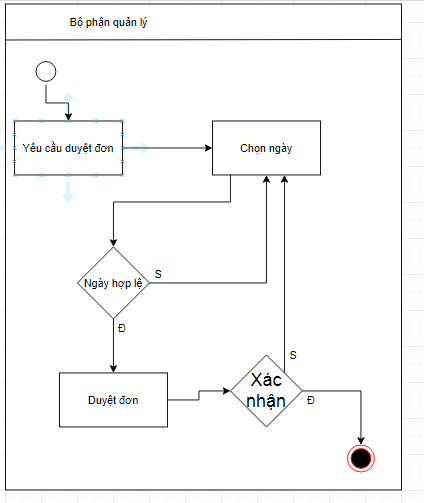 Bộ phận quản lý
Yêu cầu duyệt đơn
Chọn ngày
Ngày hợp lệ
S
Đ
Duyệt đơn
Xác
nhận
S
Đ